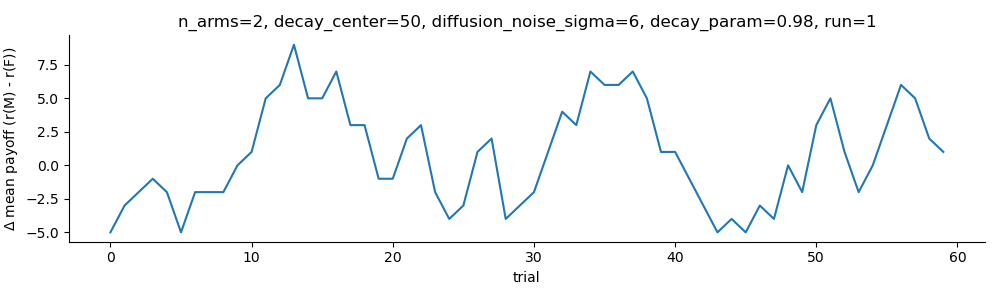 n_arms=2, decay_center=50, diffusion_noise_sigma=6, decay_param=0.98, run=1
Δ mean payoff (r(M) - r(F))
7.5
5.0
2.5
0.0
−2.5
−5.0
0 10 20 30 40 50 60
trial